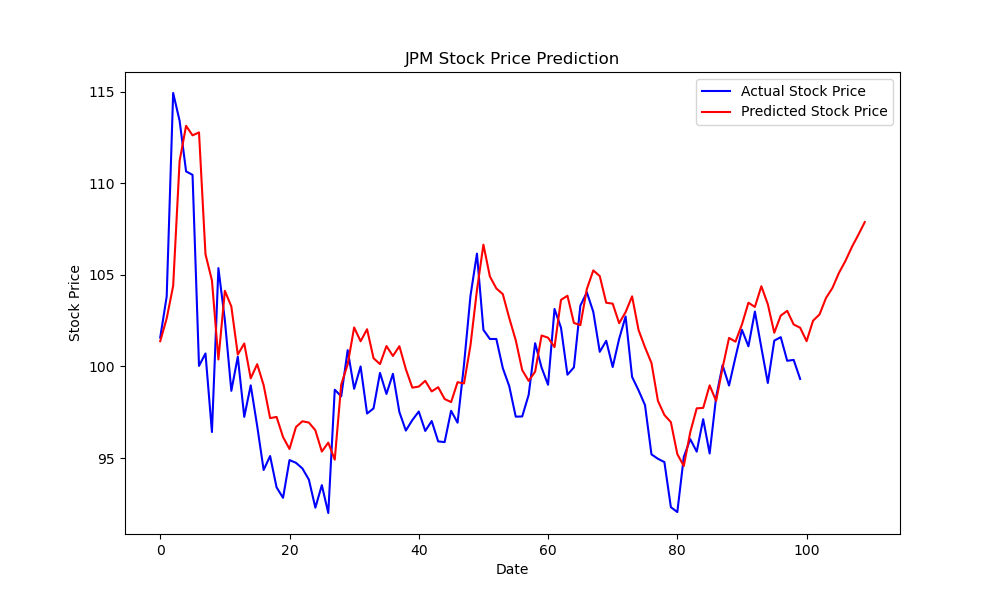 JPM Stock Price Prediction
Actual Stock Price
Predicted Stock Price
Stock Price
115
110
105
100
95
0 20 40 60 80 100
Date